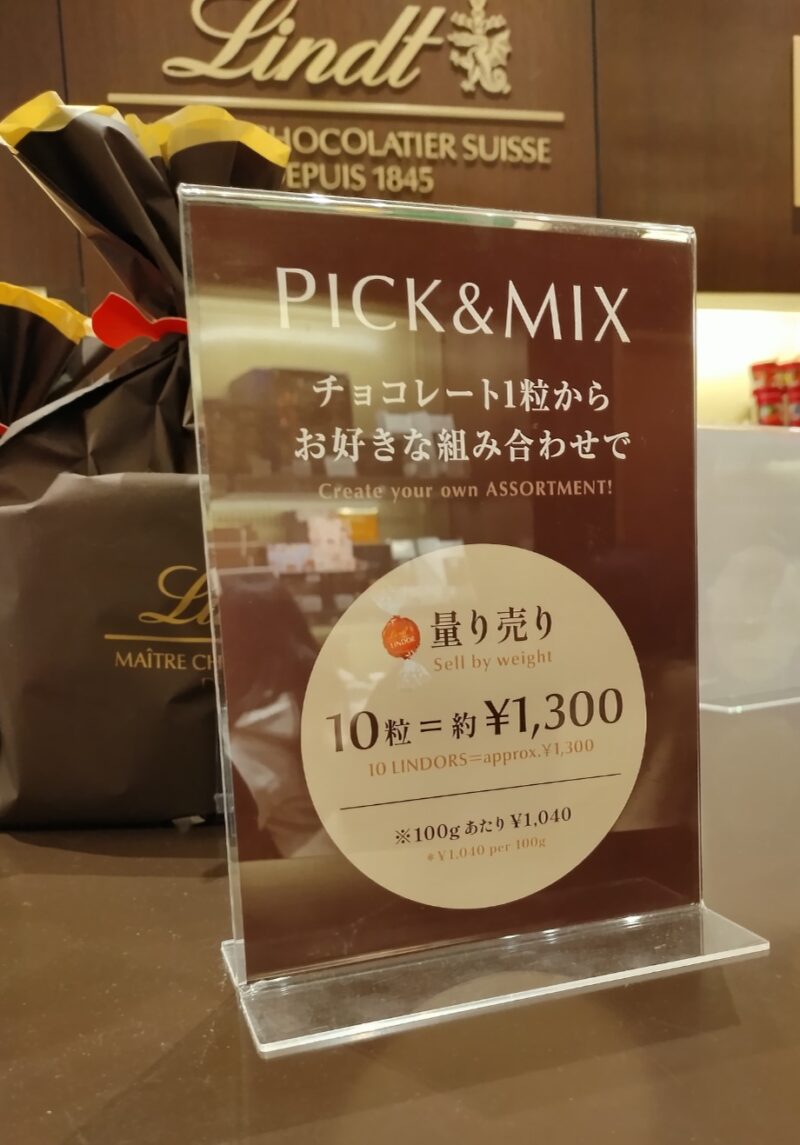 Lindt
CHOCOLATIER SUISSE
DEPUIS 1845
PICK&MIX
チョコレート1粒から
お好きな組み合わせで
Create your own ASSORTMENT!
Lindt
LINDOR
量り売り
Sell by weight
10粒＝約¥1,300
10 LINDORS=approx.¥1,300
※100gあたり¥1,040
*¥1,040 per 100g
MAÎTRE